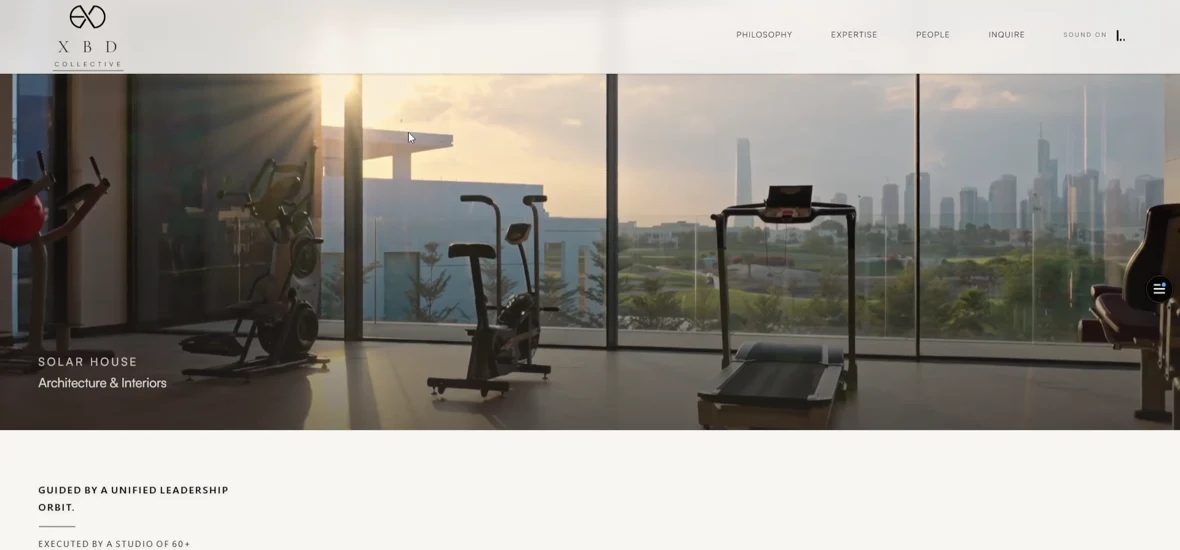 X B D
COLLECTIVE
PHILOSOPHY
EXPERTISE
PEOPLE
INQUIRE
SOUND ON
SOLAR HOUSE
Architecture & Interiors
GUIDED BY A UNIFIED LEADERSHIP
ORBIT.
EXECUTED BY A STUDIO OF 60+